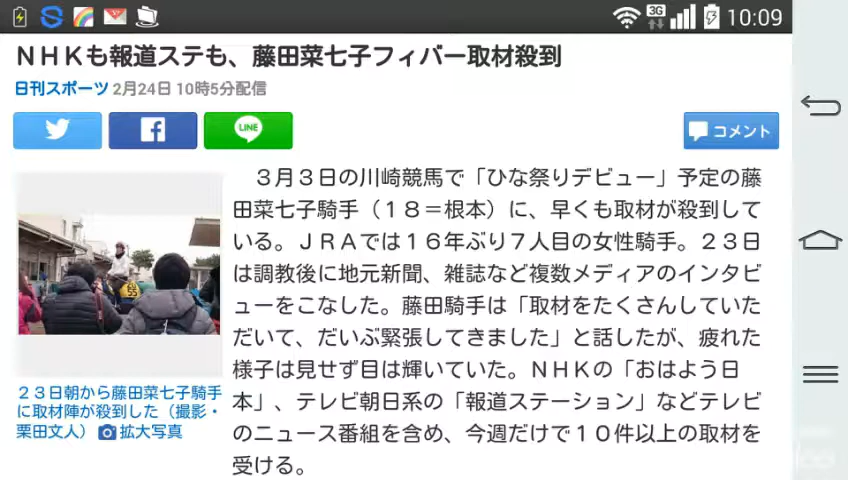 3G
10:09
NHKも報道ステも、藤田菜七子フィバー取材殺到
日刊スポーツ 2月24日 10時5分配信
LINE
コメント
３月３日の川崎競馬で「ひな祭りデビュー」予定の藤
田菜七子騎手（１８＝根本）に、早くも取材が殺到して
いる。ＪＲＡでは１６年ぶり７人目の女性騎手。２３日
は調教後に地元新聞、雑誌など複数メディアのインタビ
ューをこなした。藤田騎手は「取材をたくさんしていた
だいて、だいぶ緊張してきました」と話したが、疲れた
様子は見せず目は輝いていた。ＮＨＫの「おはよう日
本」、テレビ朝日系の「報道ステーション」などテレビ
のニュース番組を含め、今週だけで１０件以上の取材を
受ける。
２３日朝から藤田菜七子騎手
に取材陣が殺到した（撮影・
栗田文人） 拡大写真